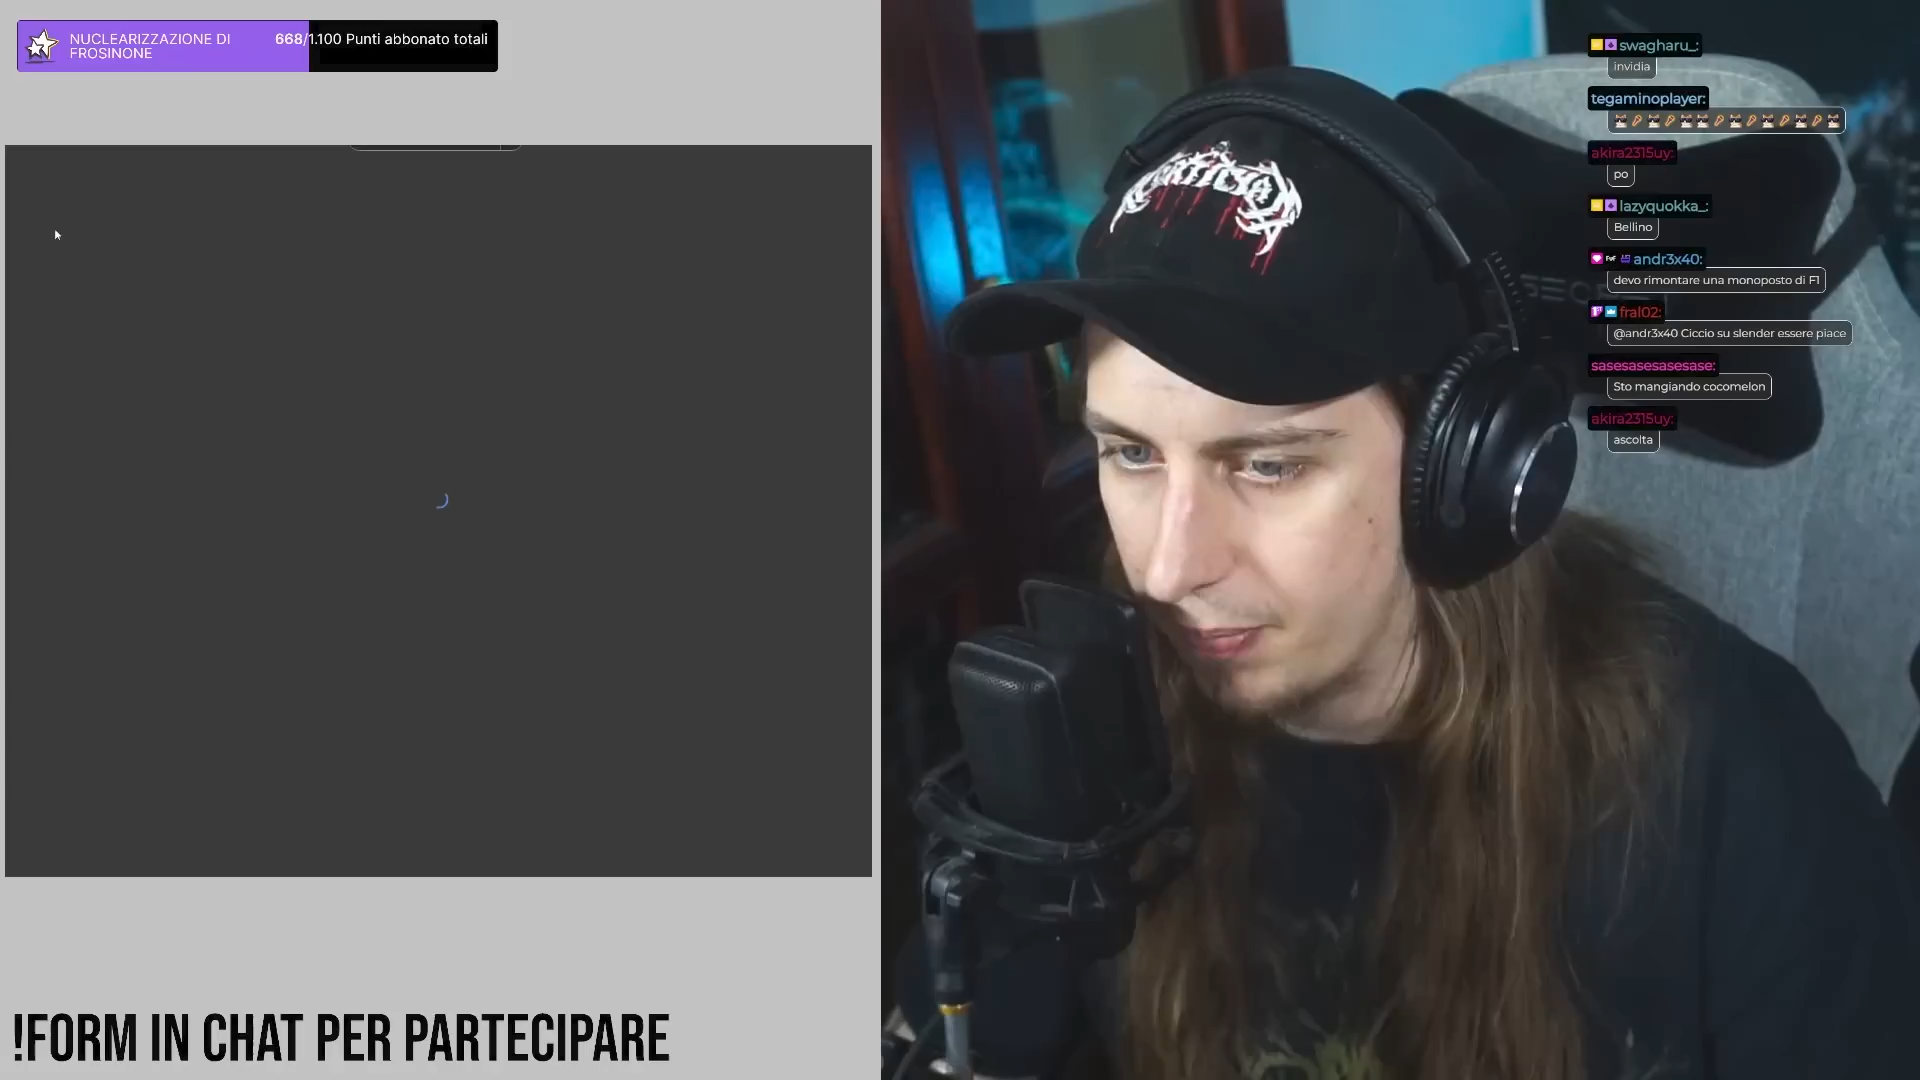 NUCLEARIZZAZIONE DI
FROSINONE
668/1.100 Punti abbonato totali
swagharu_:
invidia
tegaminoplayer:
akira2315uy:
po
lazyquokka_:
Bellino
andr3x40:
devo rimontare una monoposto di F1
fral02:
@andr3x40 Ciccio su slender essere piace
sasesasesasesase:
Sto mangiando cocomelon
akira2315uy:
ascolta
!FORM IN CHAT PER PARTECIPARE